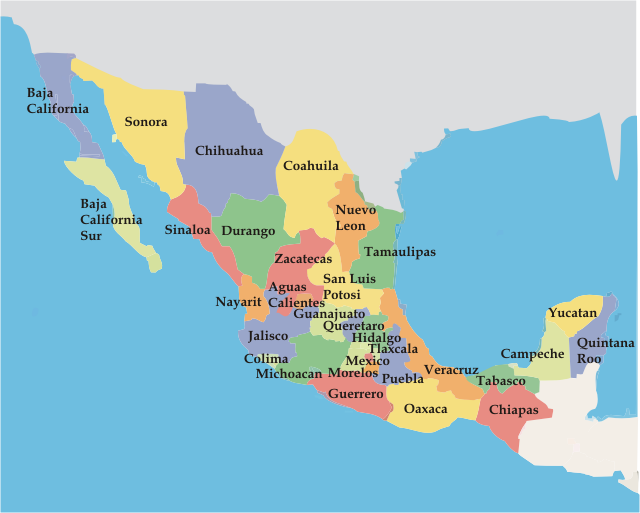 Baja
California
Sonora
Chihuahua
Coahuila
Baja
California
Sur
Sinaloa
Durango
Nuevo
Leon
Tamaulipas
Zacatecas
San Luis
Potosi
Nayarit
Aguas
Calientes
Guanajuato
Queretaro
Hidalgo
Jalisco
Tlaxcala
Colima
Mexico
Michoacan
Morelos
Puebla
Veracruz
Guerrero
Oaxaca
Tabasco
Chiapas
Campeche
Yucatan
Quintana
Roo